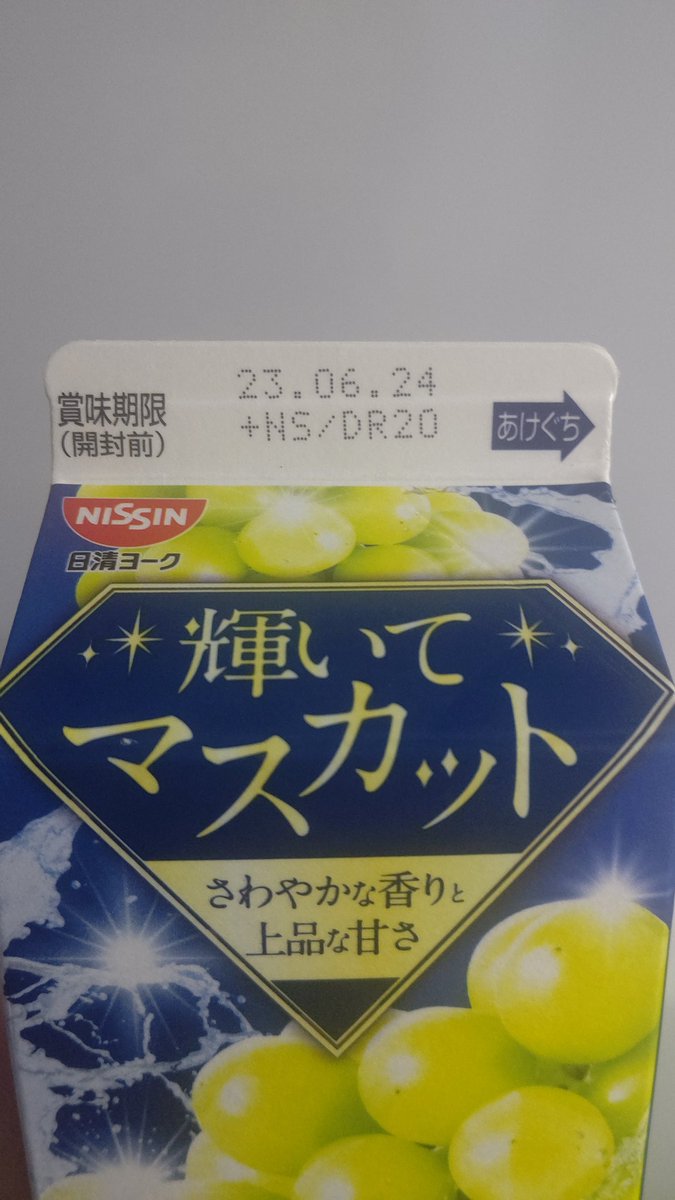 賞味期限
(開封前)
23.06.24
+NS/DR20
あけぐち
NISSIN
日清ヨーク
輝いて
マスカット
さわやかな香りと
上品な甘さ